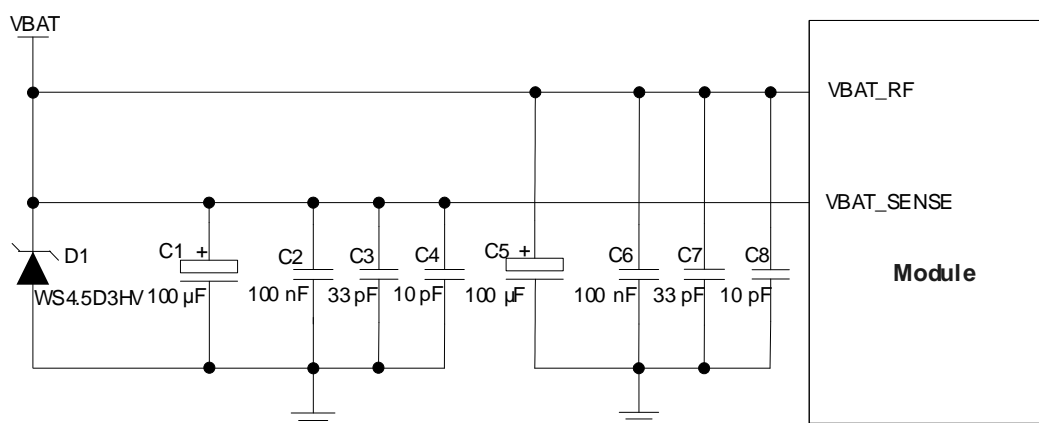 VBAT
VBAT_RF
VBAT_SENSE
D1
WS4.5D3HV
C1 +
100 µF
C2
100 nF
C3
33 pF
C4
10 pF
C5 +
100 µF
C6
100 nF
C7
33 pF
C8
10 pF
Module